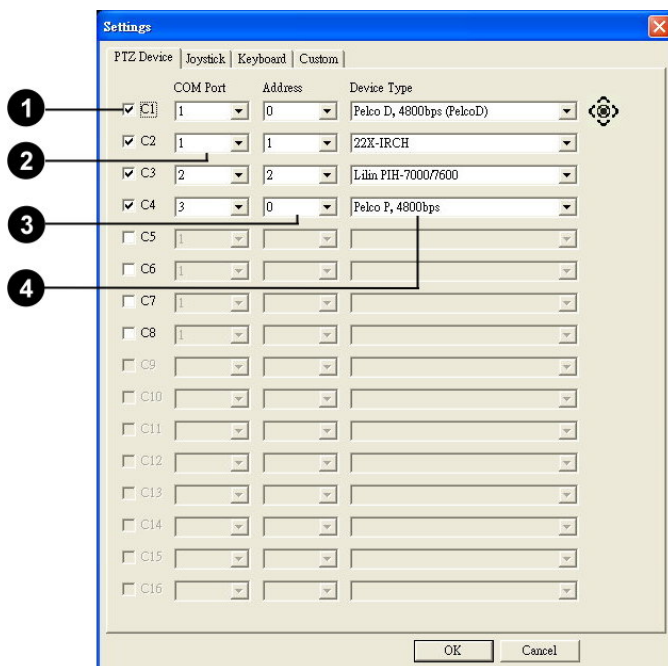 Settings
PTZ Device Joystick Keyboard Custom
COM Port Address Device Type
1 C1 1 0 Pelco D, 4800bps (PelcoD)
C2 1 1 22X-IRCH
2
C3 2 2 Lilin PIH-7000/7600
C4 3 0 Pelco P, 4800bps
3
C5 1
C6 1
4
C7 1
C8 1
C9
C10
C11
C12
C13
C14
C15
C16
OK Cancel